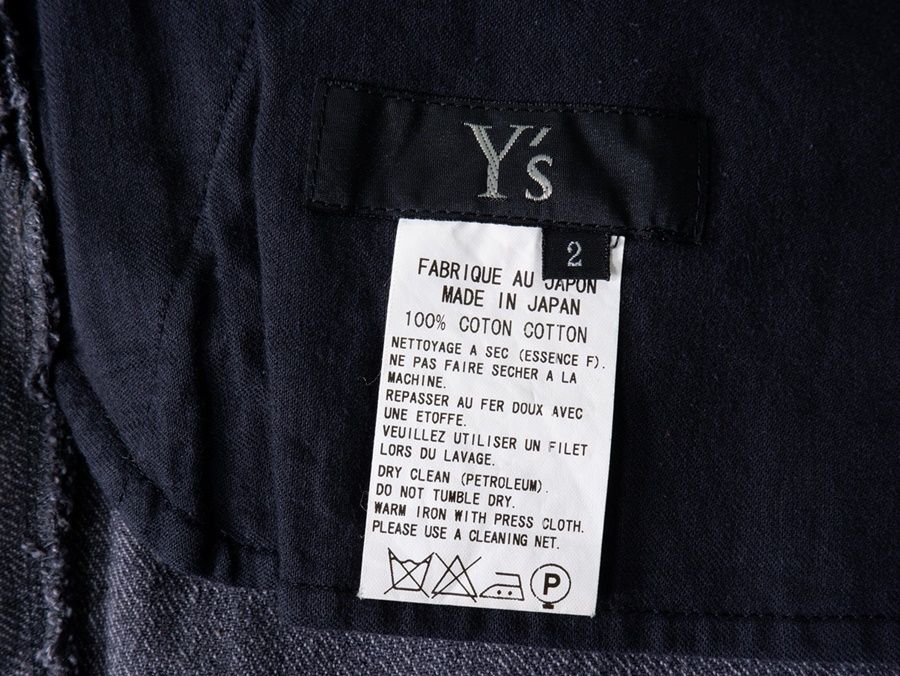 Y's
2
FABRIQUE AU JAPON
MADE IN JAPAN
100% COTON COTTON
NETTOYAGE A SEC (ESSENCE F).
NE PAS FAIRE SECHER A LA
MACHINE.
REPASSER AU FER DOUX AVEC
UNE ETOFFE.
VEUILLEZ UTILISER UN FILET
LORS DU LAVAGE.
DRY CLEAN (PETROLEUM).
DO NOT TUMBLE DRY.
WARM IRON WITH PRESS CLOTH.
PLEASE USE A CLEANING NET.
P